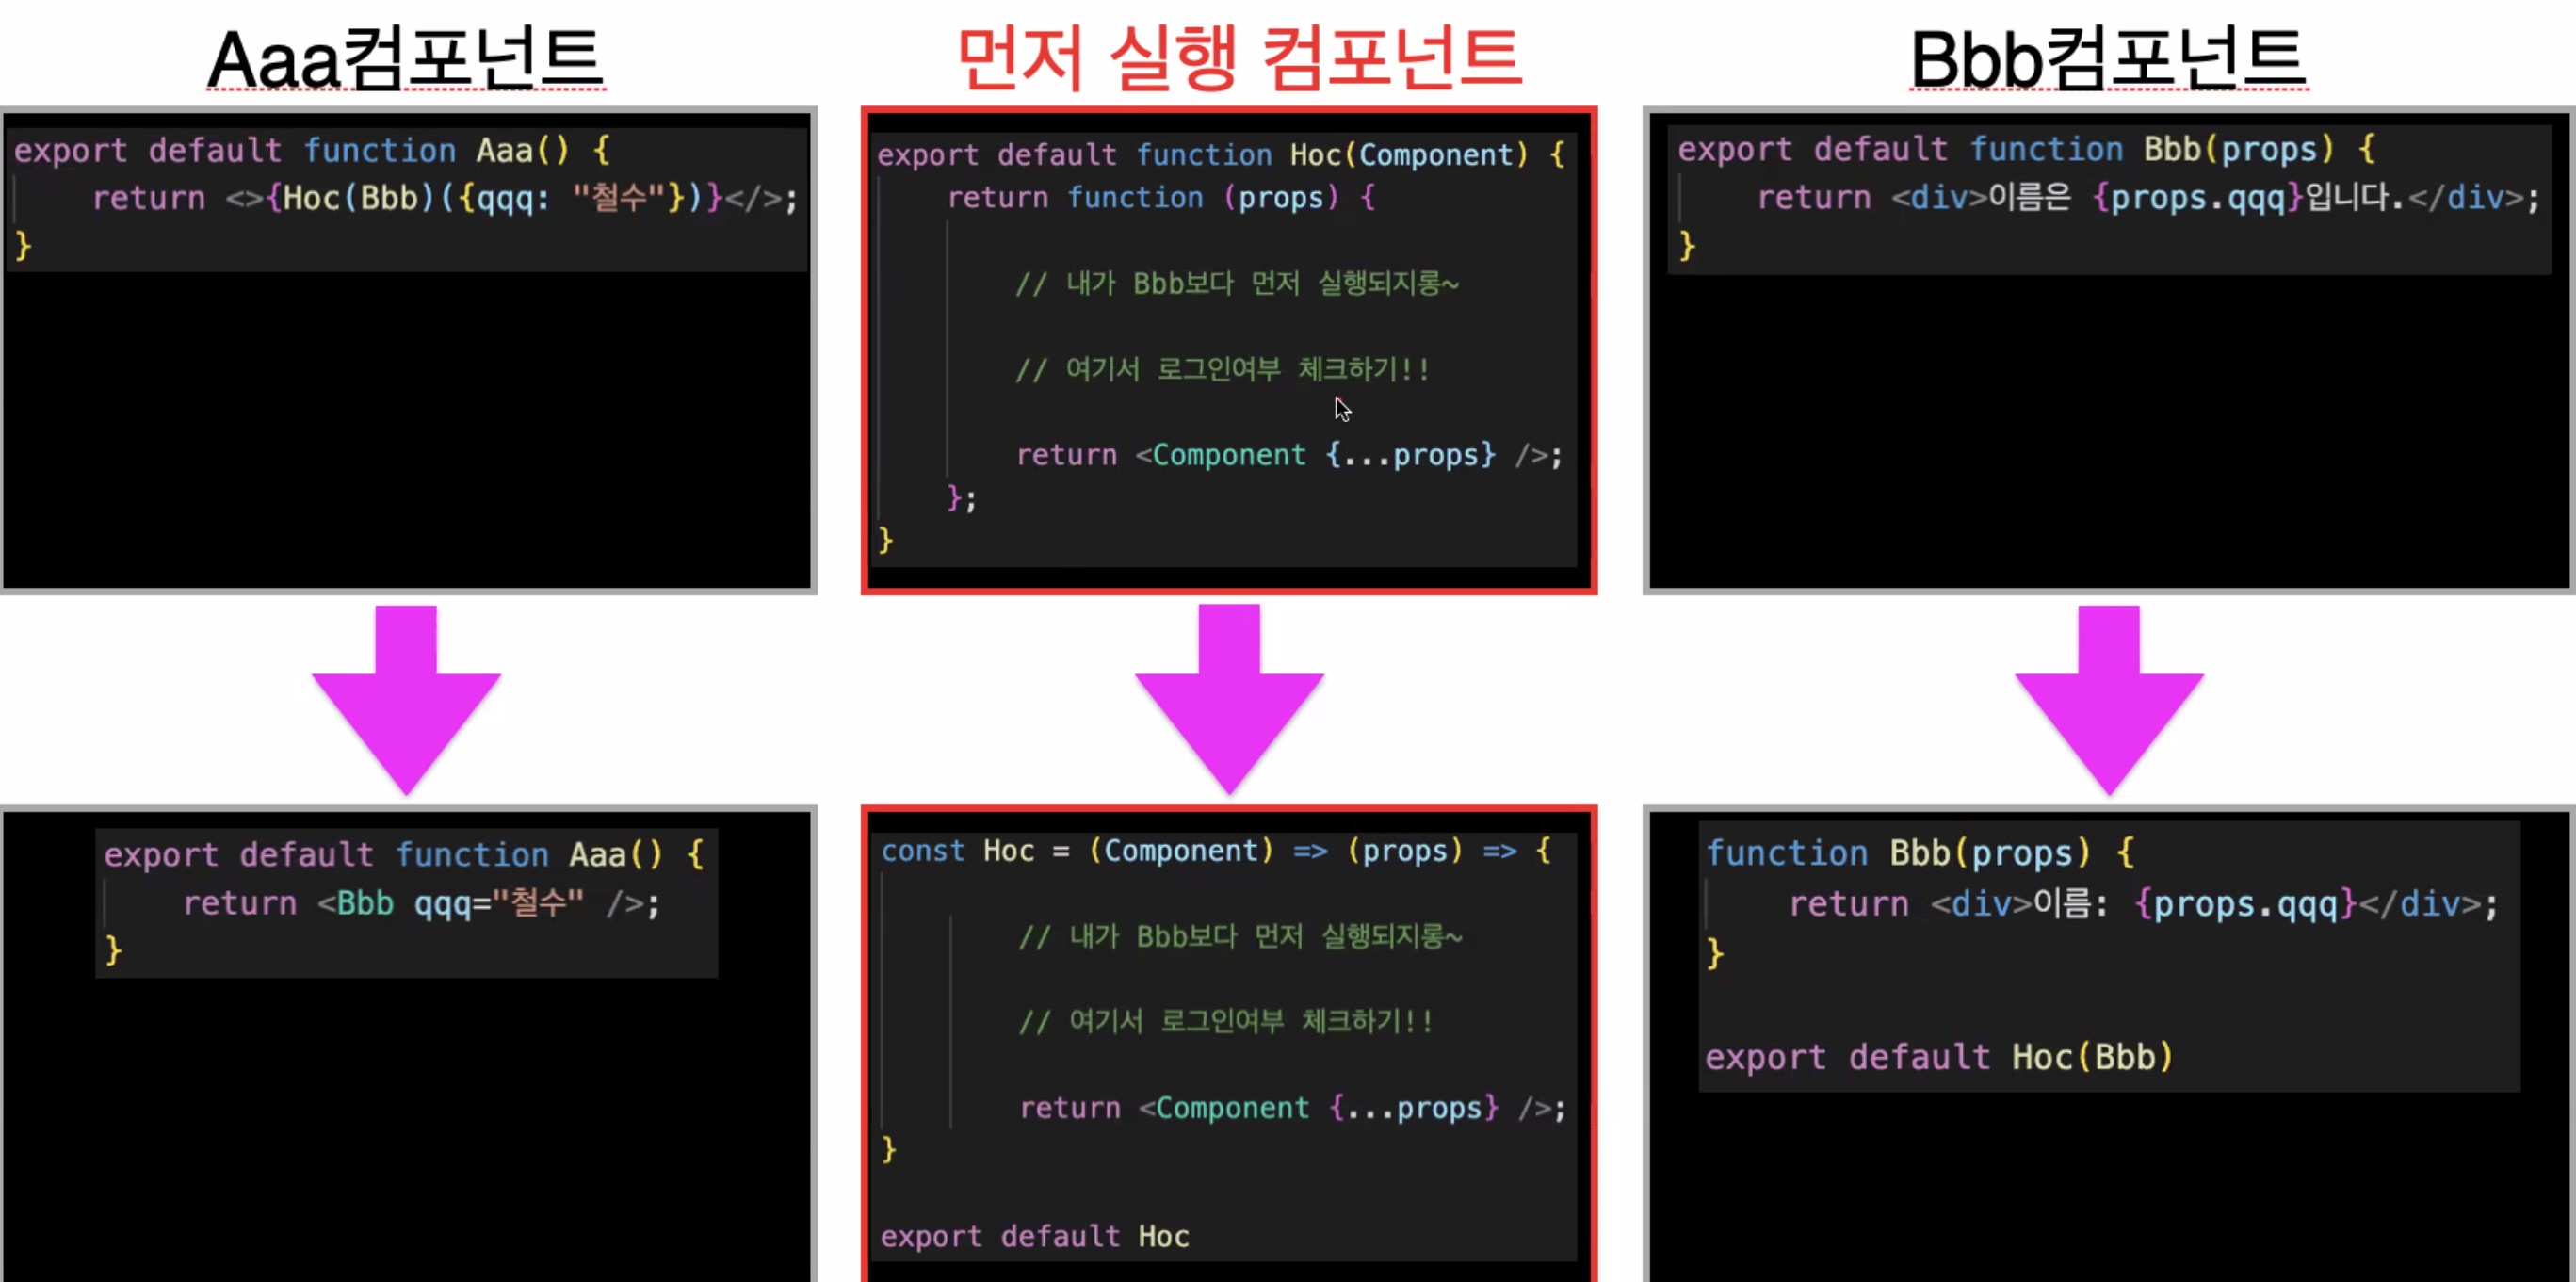 Aaa컴포넌트
export default function Aaa() {
return <>{Hoc(Bbb)({qqq: "철수"})}</>;
}
먼저 실행 컴포넌트
export default function Hoc(Component) {
return function (props) {
// 내가 Bbb보다 먼저 실행되지롱~
// 여기서 로그인여부 체크하기!!
return <Component {...props} />;
};
}
Bbb컴포넌트
export default function Bbb(props) {
return <div>이름은 {props.qqq}입니다.</div>;
}
export default function Aaa() {
return <Bbb qqq="철수" />;
}
const Hoc = (Component) => (props) => {
// 내가 Bbb보다 먼저 실행되지롱~
// 여기서 로그인여부 체크하기!!
return <Component {...props} />;
}
export default Hoc
function Bbb(props) {
return <div>이름: {props.qqq}</div>;
}
export default Hoc(Bbb)